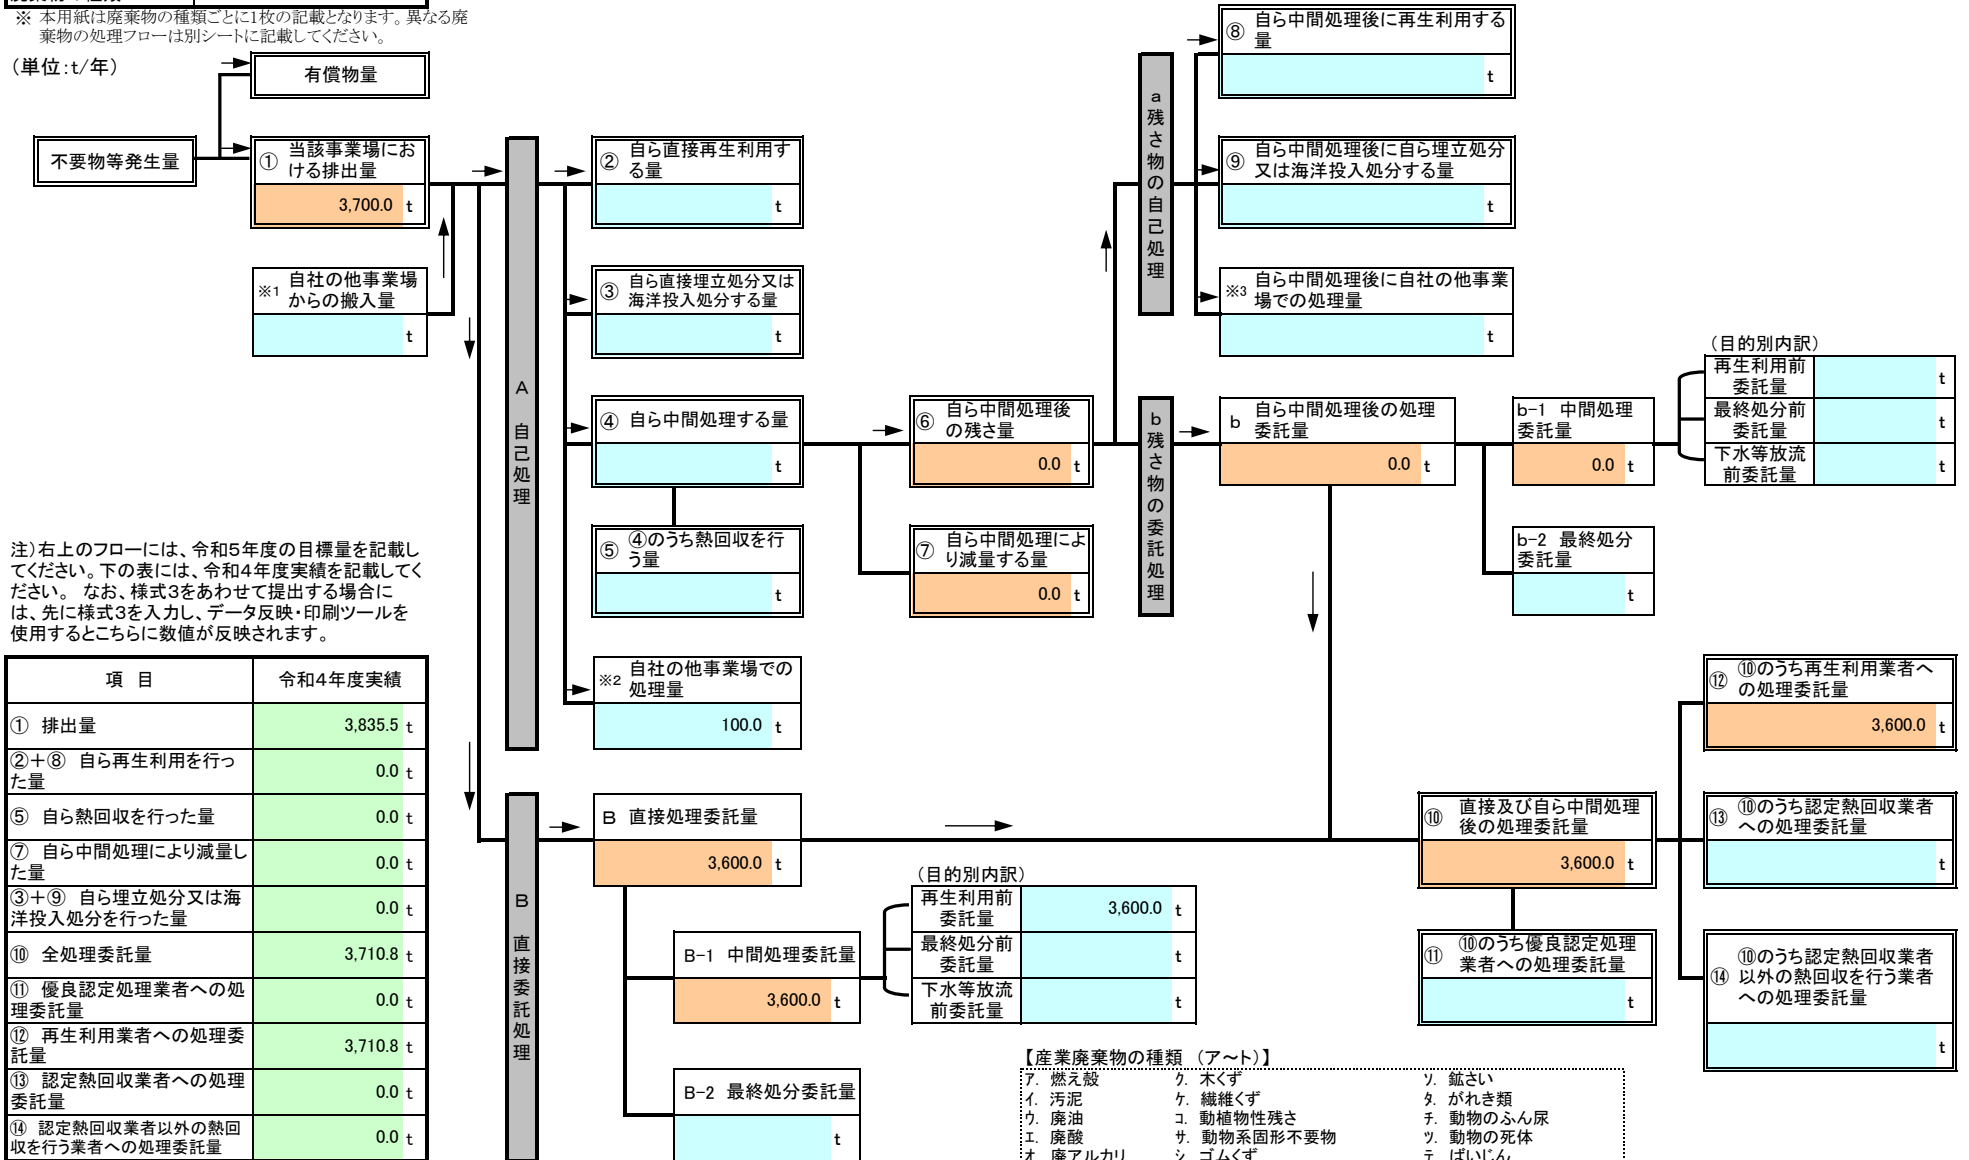 ※ 本用紙は廃棄物の種類ごとに1枚の記載となります。異なる廃
棄物の処理フローは別シートに記載してください。
(単位:t/年)
有償物量
不要物等発生量
① 当該事業場にお
ける排出量
3,700.0 t
※1 自社の他事業場
からの搬入量
t
A 自己処理
② 自ら直接再生利用す
る量
t
③ 自ら直接埋立処分又は
海洋投入処分する量
t
④ 自ら中間処理する量
t
⑤ ④のうち熱回収を行
う量
t
※2 自社の他事業場での
処理量
100.0 t
⑥ 自ら中間処理後
の残さ量
0.0 t
⑦ 自ら中間処理によ
り減量する量
0.0 t
a 残さ物の自己処理
⑧ 自ら中間処理後に再生利用する
量
t
⑨ 自ら中間処理後に自ら埋立処分
又は海洋投入処分する量
t
※3 自ら中間処理後に自社の他事業
場での処理量
t
b 残さ物の委託処理
b 自ら中間処理後の処理
委託量
0.0 t
b-1 中間処理
委託量
0.0 t
(目的別内訳)
再生利用前
委託量
t
最終処分前
委託量
t
下水等放流
前委託量
t
b-2 最終処分
委託量
t
注)右上のフローには、令和5年度の目標量を記載し
てください。下の表には、令和4年度実績を記載してく
ださい。 なお、様式3をあわせて提出する場合に
は、先に様式3を入力し、データ反映・印刷ツールを
使用するとこちらに数値が反映されます。
項 目 令和4年度実績
① 排出量 3,835.5 t
②+⑧ 自ら再生利用を行っ
た量
0.0 t
⑤ 自ら熱回収を行った量 0.0 t
⑦ 自ら中間処理により減量し
た量
0.0 t
③+⑨ 自ら埋立処分又は海
洋投入処分を行った量
0.0 t
⑩ 全処理委託量 3,710.8 t
⑪ 優良認定処理業者への処
理委託量
0.0 t
⑫ 再生利用業者への処理委
託量
3,710.8 t
⑬ 認定熱回収業者への処理
委託量
0.0 t
⑭ 認定熱回収業者以外の熱回
収を行う業者への処理委託量
0.0 t
B 直接委託処理
B 直接処理委託量
3,600.0 t
B-1 中間処理委託量
3,600.0 t
(目的別内訳)
再生利用前
委託量
3,600.0 t
最終処分前
委託量
t
下水等放流
前委託量
t
B-2 最終処分委託量
t
⑩ 直接及び自ら中間処理
後の処理委託量
3,600.0 t
⑪ ⑩のうち優良認定処理
業者への処理委託量
t
⑫ ⑩のうち再生利用業者へ
の処理委託量
3,600.0 t
⑬ ⑩のうち認定熱回収業者
への処理委託量
t
⑭ ⑩のうち認定熱回収業者
以外の熱回収を行う業者
への処理委託量
t
【産業廃棄物の種類 (ア~ト)】
ア. 燃え殻 ク. 木くず ソ. 鉱さい
イ. 汚泥 ケ. 繊維くず タ. がれき類
ウ. 廃油 コ. 動植物性残さ チ. 動物のふん尿
エ. 廃酸 サ. 動物系固形不要物 ツ. 動物の死体
オ. 廃アルカリ シ. ゴムくず テ. ばいじん